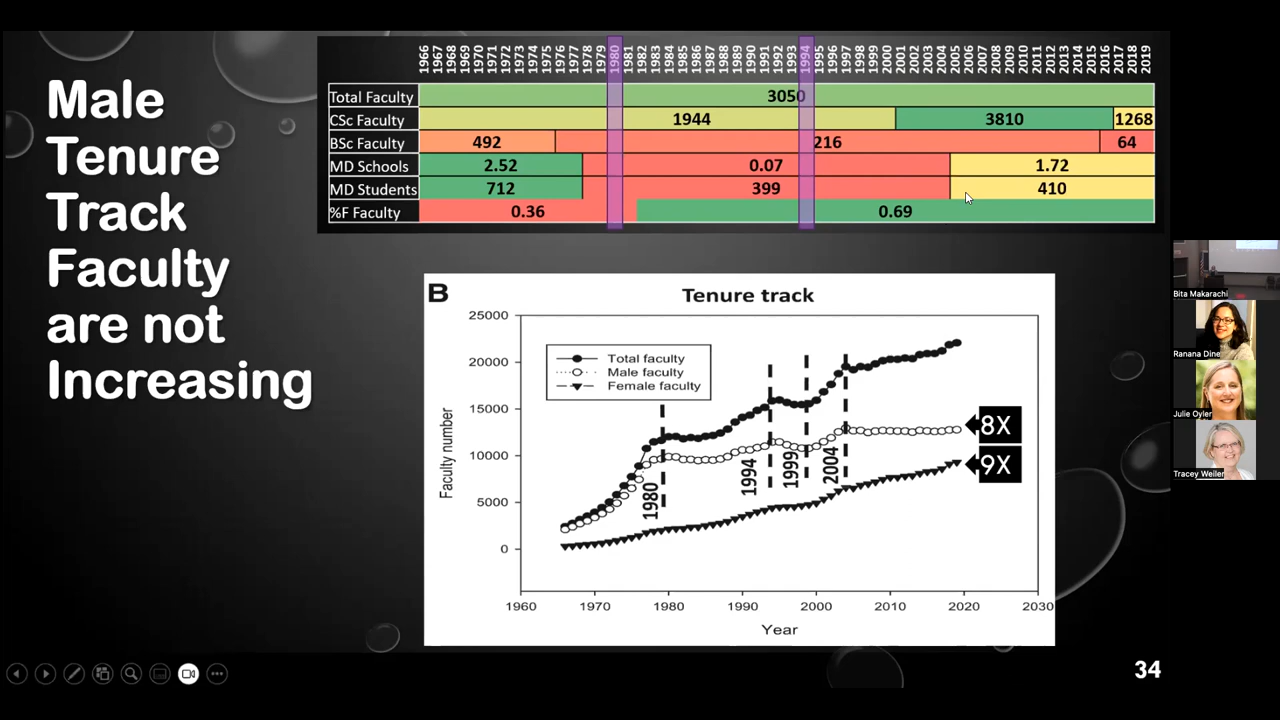 Male
Tenure
Track
Faculty
are not
Increasing
1966 1967 1968 1969 1970 1971 1972 1973 1974 1975 1976 1977 1978 1979 1980 1981 1982 1983 1984 1985 1986 1987 1988 1989 1990 1991 1992 1993 1994 1995 1996 1997 1998 1999 2000 2001 2002 2003 2004 2005 2006 2007 2008 2009 2010 2011 2012 2013 2014 2015 2016 2017 2018 2019
Total Faculty 3050
CSc Faculty 1944 3810 1268
BSc Faculty 492 216 64
MD Schools 2.52 0.07 1.72
MD Students 712 399 410
%F Faculty 0.36 0.69
B Tenure track
25000
20000
15000
10000
5000
0
Faculty number
Total faculty
Male faculty
Female faculty
1980
1994
1999
2004
8X
9X
1960 1970 1980 1990 2000 2010 2020 2030
Year
34
Bita Makarachi
Ranana Dine
Julie Oyler
Tracey Weiler